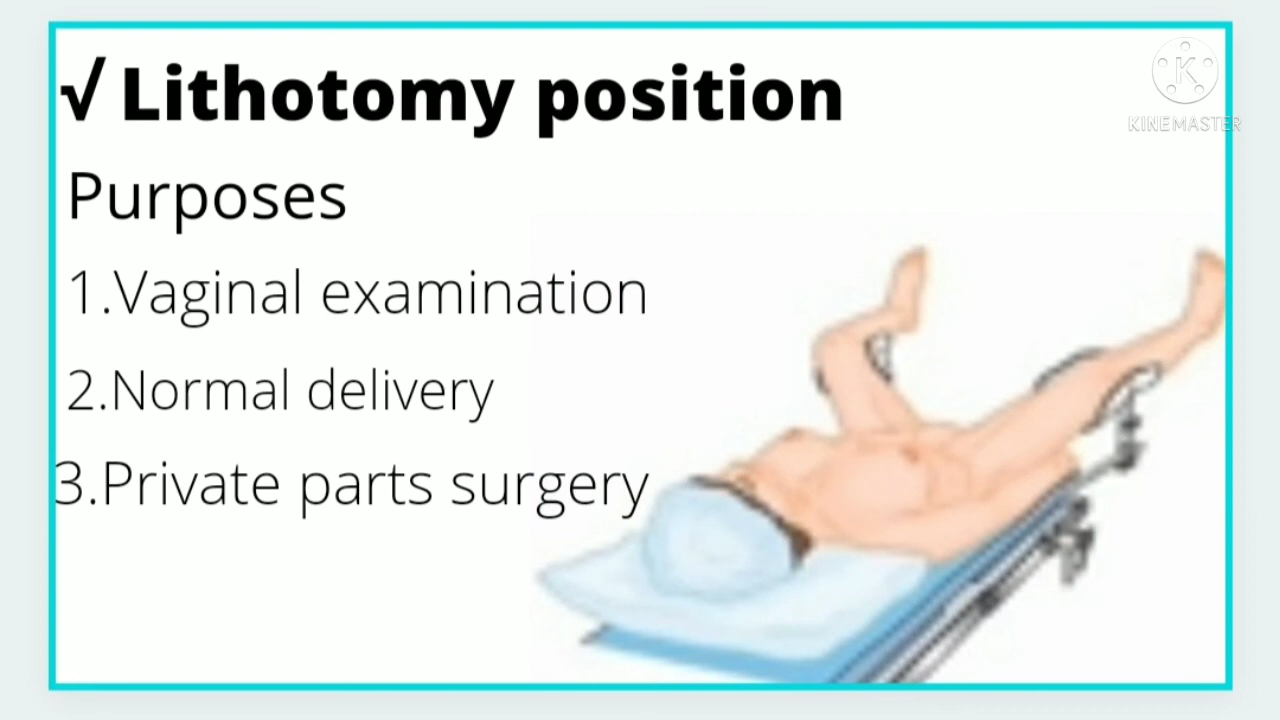 √ Lithotomy position
Purposes
1.Vaginal examination
2.Normal delivery
3.Private parts surgery
K
KINEMASTER